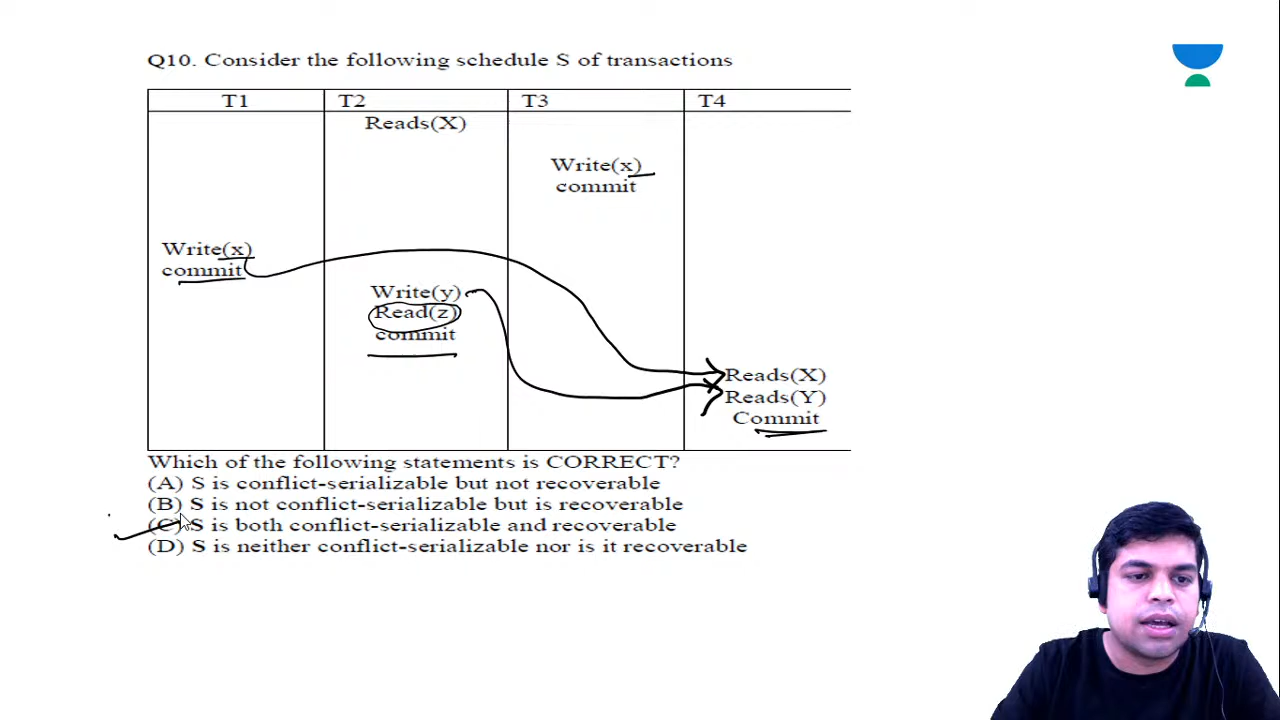 Q10. Consider the following schedule S of transactions
T1 T2 T3 T4
Reads(X)
Write(x)
commit
Write(x)
commit
Write(y)
Read(z)
commit
Reads(X)
Reads(Y)
Commit
Which of the following statements is CORRECT?
(A) S is conflict-serializable but not recoverable
(B) S is not conflict-serializable but is recoverable
(C) S is both conflict-serializable and recoverable
(D) S is neither conflict-serializable nor is it recoverable